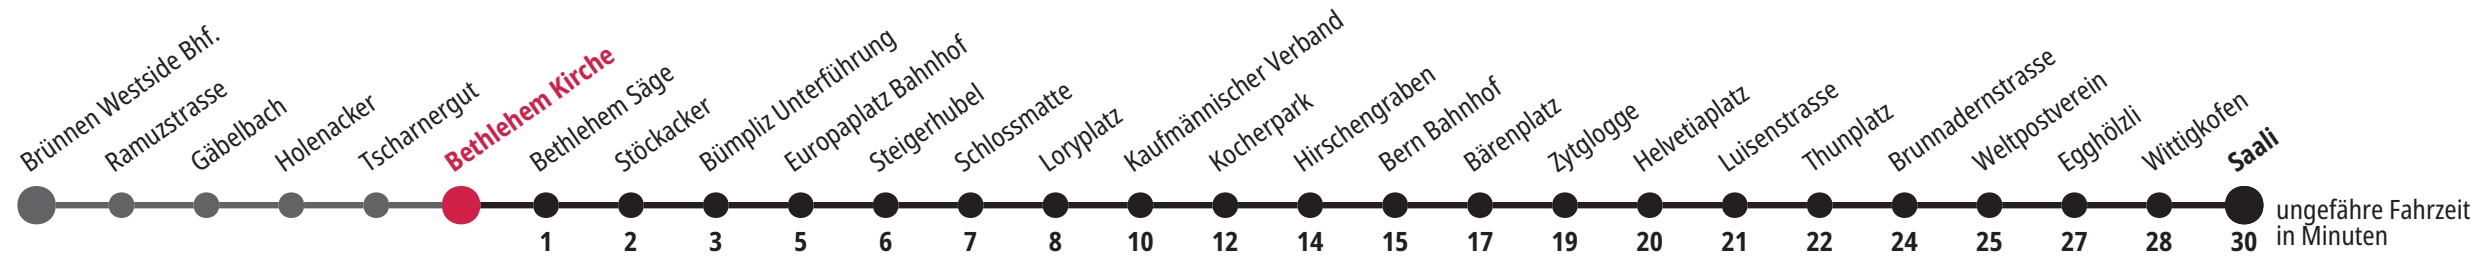 Brünnen Westside Bhf.
Ramuzstrasse
Gäbelbach
Holenacker
Tscharnergut
Bethlehem Kirche
Bethlehem Säge
Stöckacker
Bümpliz Unterführung
Europaplatz Bahnhof
Steigerhubel
Schlossmatte
Loryplatz
Kaufmännischer Verband
Kocherpark
Hirschengraben
Bern Bahnhof
Bärenplatz
Zytglogge
Helvetiaplatz
Luisenstrasse
Thunplatz
Brunnadernstrasse
Weltpostverein
Egghölzli
Wittigkofen
Saali
1 2 3 5 6 7 8 10 12 14 15 17 19 20 21 22 24 25 27 28 30
ungefähre Fahrzeit
in Minuten